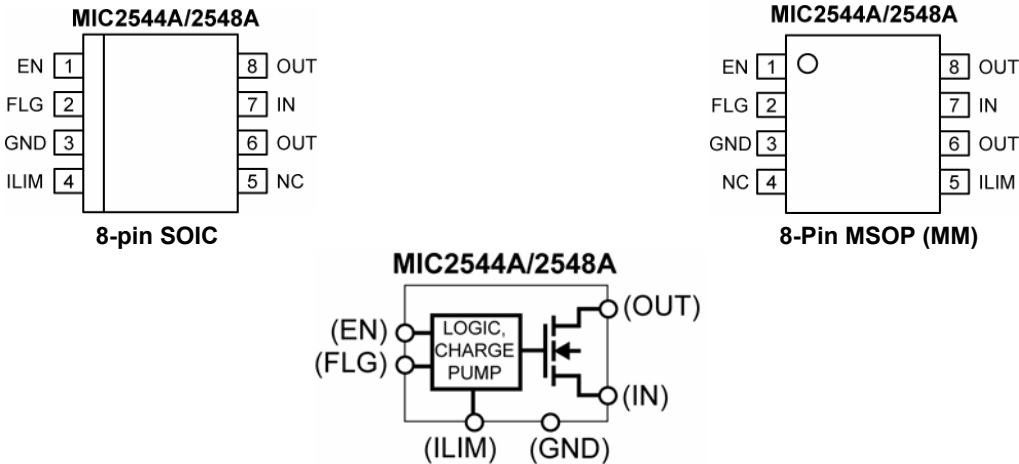 MIC2544A/2548A
EN 1 8 OUT
FLG 2 7 IN
GND 3 6 OUT
ILIM 4 5 NC
8-pin SOIC
MIC2544A/2548A
EN 1 8 OUT
FLG 2 7 IN
GND 3 6 OUT
NC 4 5 ILIM
8-Pin MSOP (MM)
MIC2544A/2548A
(EN)
(FLG)
LOGIC,
CHARGE
PUMP
(OUT)
(IN)
(ILIM) (GND)